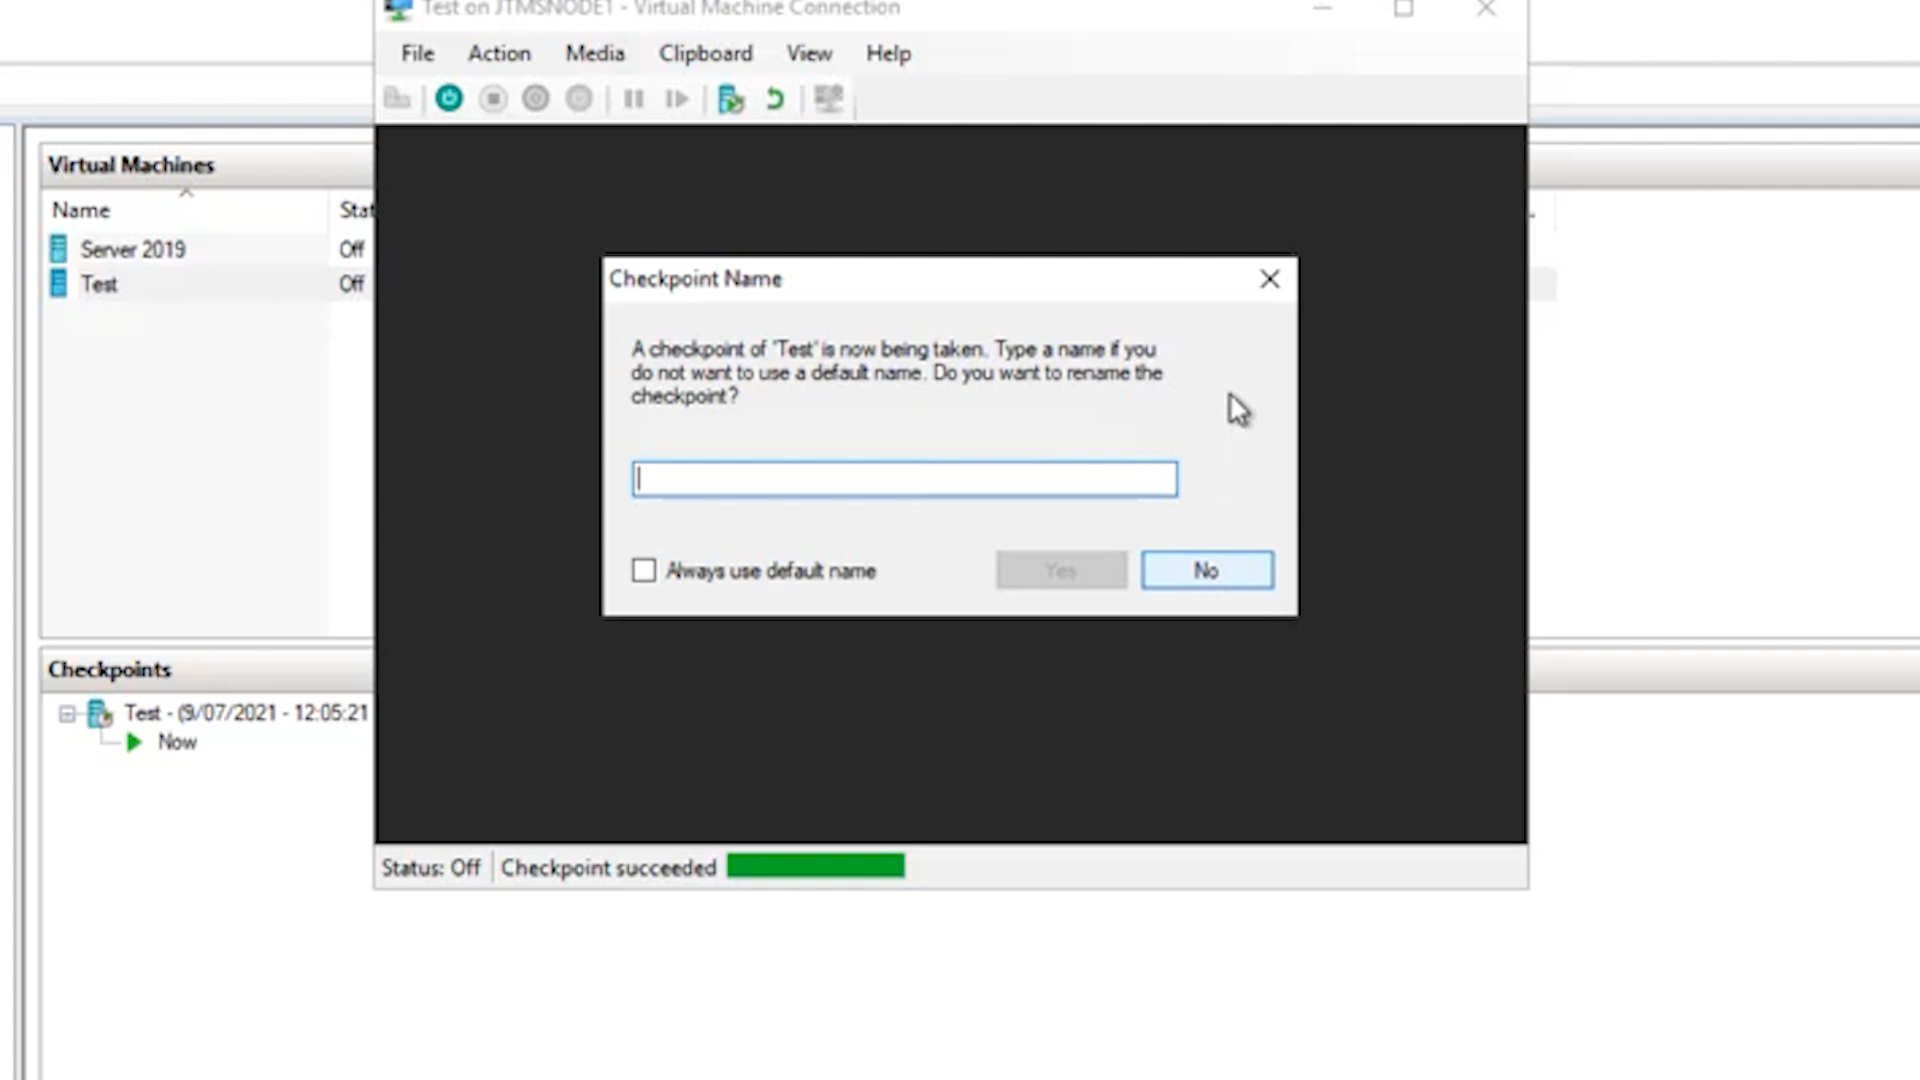 Test on JTMSNODE1 - Virtual Machine Connection
File Action Media Clipboard View Help
Virtual Machines
Name Stat
Server 2019 Off
Test Off
Checkpoint Name
A checkpoint of 'Test' is now being taken. Type a name if you
do not want to use a default name. Do you want to rename the
checkpoint?
Always use default name Yes No
Checkpoints
Test - (9/07/2021 - 12:05:21
Now
Status: Off Checkpoint succeeded